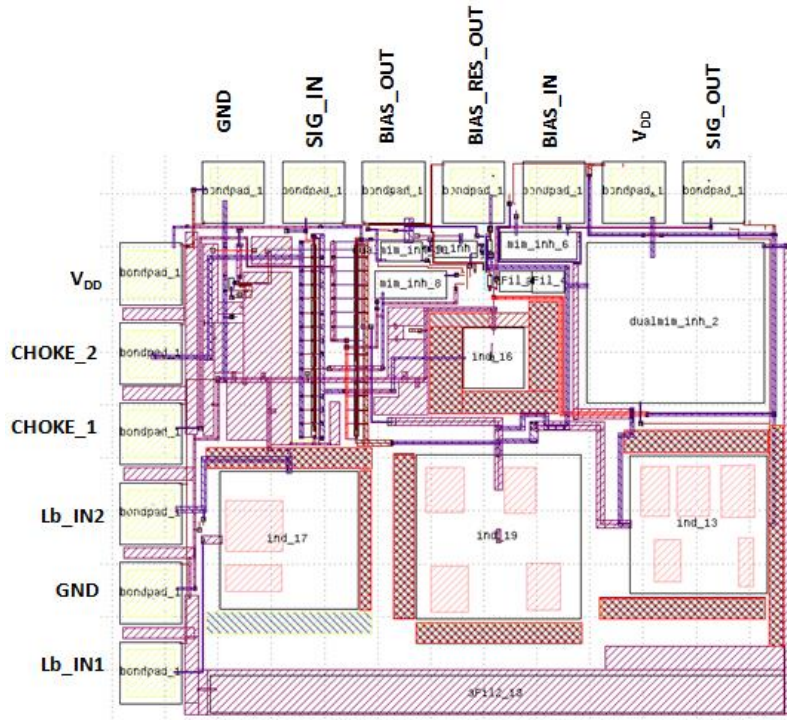 GND SIG_IN BIAS_OUT BIAS_RES_OUT BIAS_IN VDD SIG_OUT
bondpad_1 bondpad_1 bondpad_1 bondpad_1 bondpad_1 bondpad_1 bondpad_1
mim_inh_6
VDD bondpad_1
mim_inh_8
dualmim_inh_2
CHOKE_2 bondpad_1
ind_16
CHOKE_1 bondpad_1
Lb_IN2 bondpad_1
ind_17 ind_19 ind_13
GND bondpad_1
Lb_IN1 bondpad_1